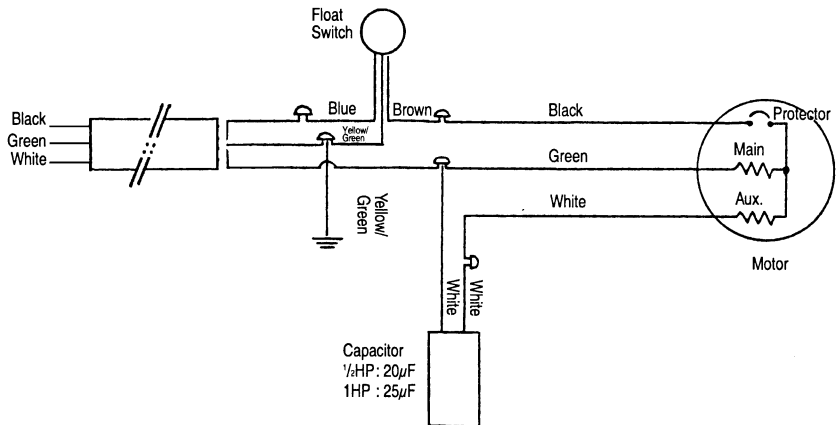 Float
Switch
Black
Green
White
Blue
Brown
Black
Yellow/
Green
Protector
Main
Green
Aux.
White
Yellow/
Green
Motor
White
White
Capacitor
1/2HP : 20µF
1HP : 25µF